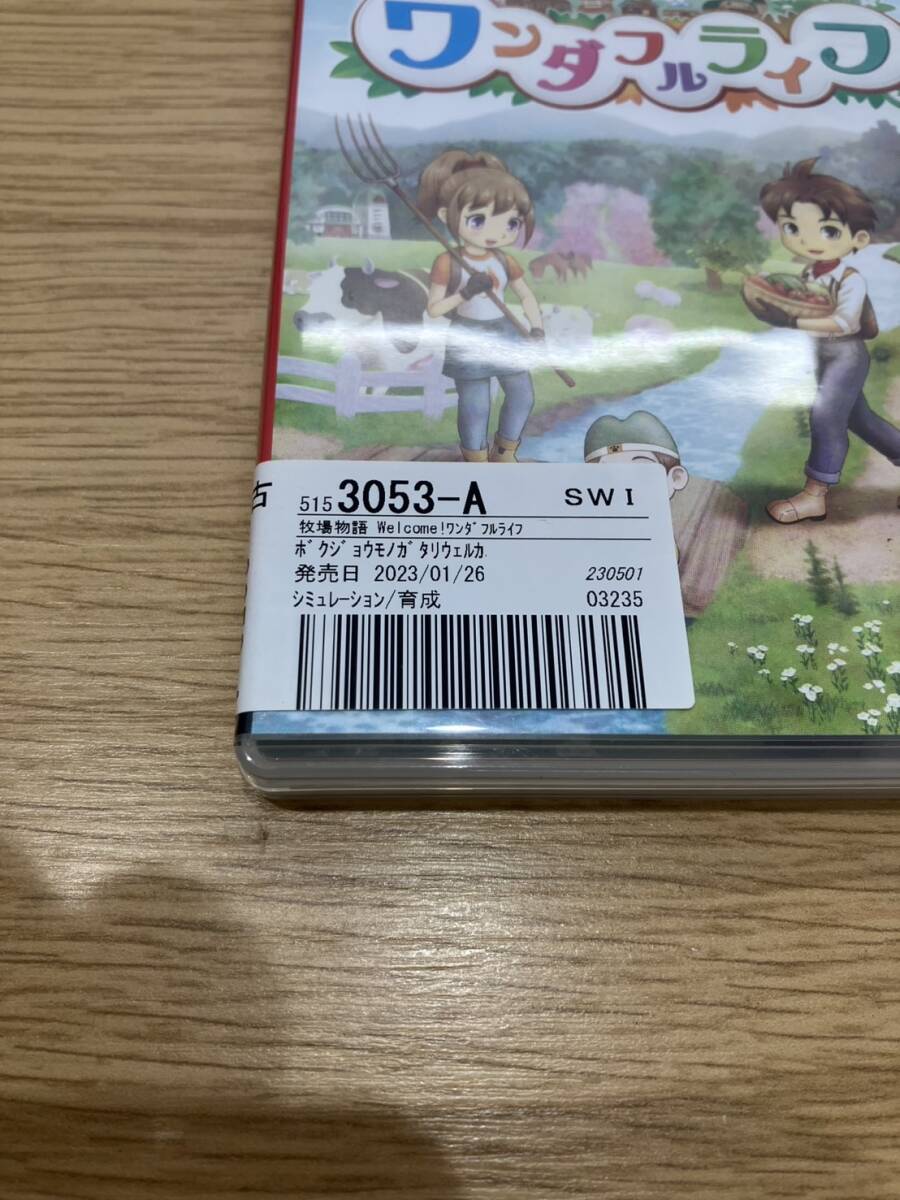 ワンダフルライフ
古
515 3053-A SWI
牧場物語 Welcome!ﾜﾝﾀﾞﾌﾙﾗｲﾌ
ﾎﾞｸｼﾞｮｳﾓﾉｶﾞﾀﾘｳｪﾙｶ
発売日 2023/01/26 230501
ｼﾐｭﾚｰｼｮﾝ/育成 03235